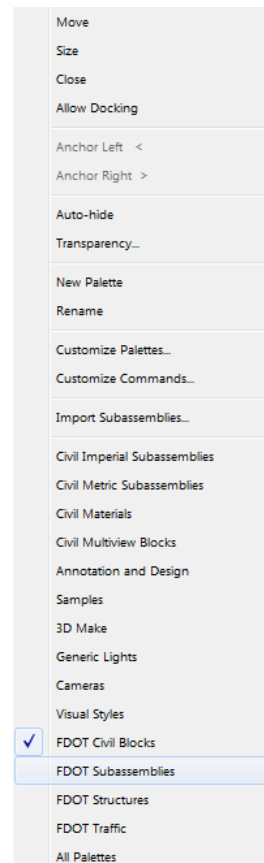 Move
Size
Close
Allow Docking
Anchor Left <
Anchor Right >
Auto-hide
Transparency...
New Palette
Rename
Customize Palettes...
Customize Commands...
Import Subassemblies...
Civil Imperial Subassemblies
Civil Metric Subassemblies
Civil Materials
Civil Multiview Blocks
Annotation and Design
Samples
3D Make
Generic Lights
Cameras
Visual Styles
FDOT Civil Blocks
FDOT Subassemblies
FDOT Structures
FDOT Traffic
All Palettes